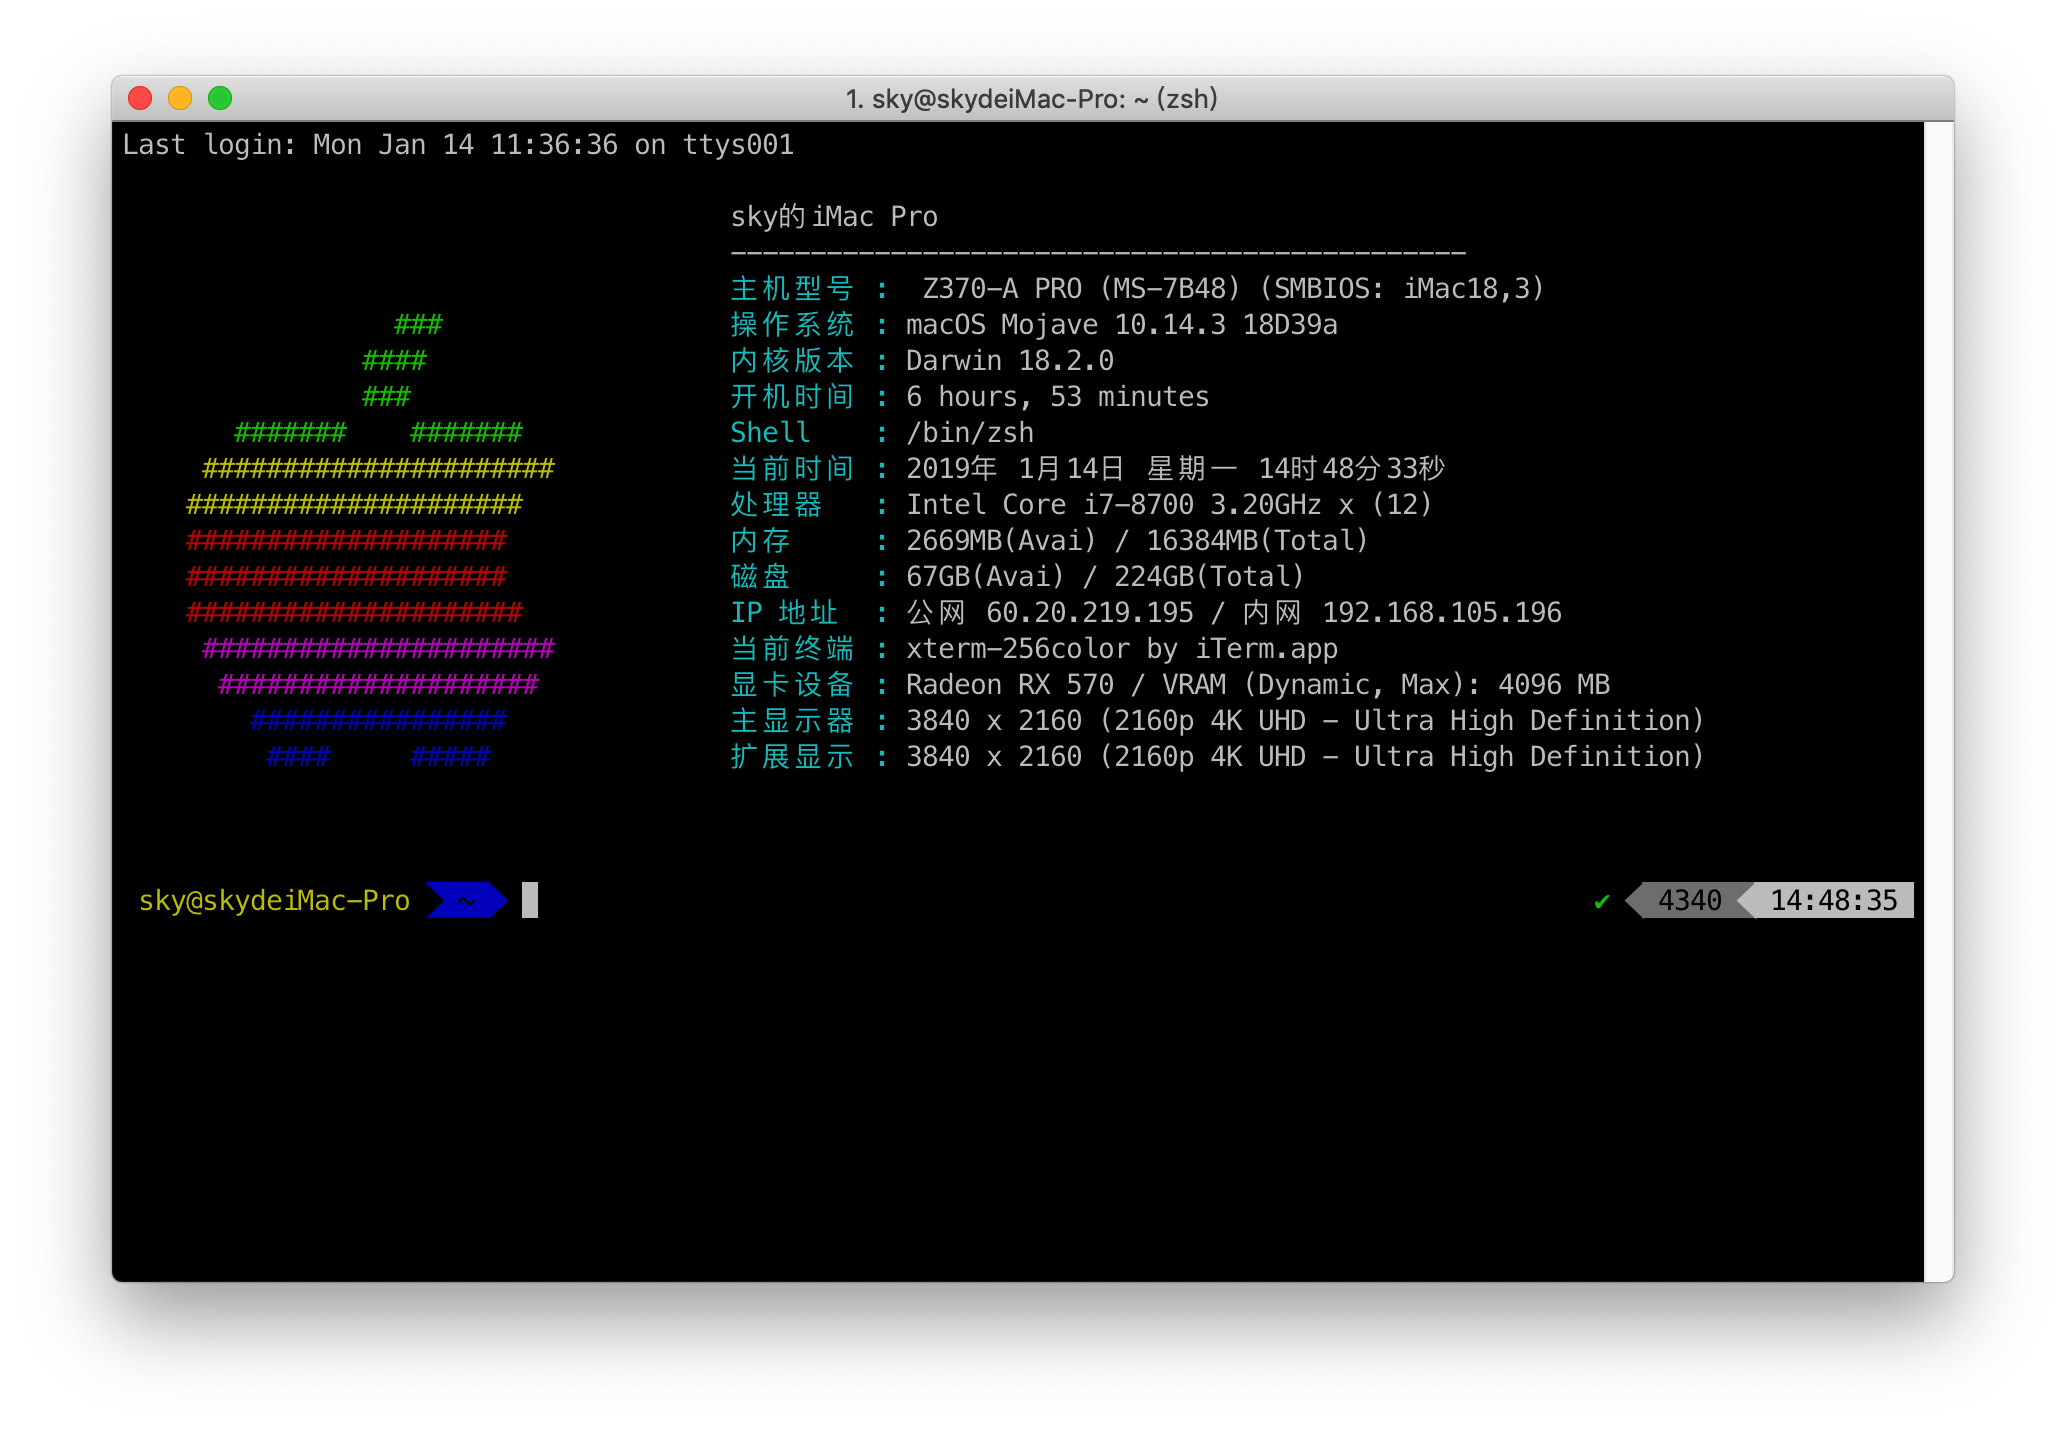 1. sky@skydeiMac-Pro: ~ (zsh)
Last login: Mon Jan 14 11:36:36 on ttys001
sky的iMac Pro
----------------------------------------------
主机型号 :  Z370-A PRO (MS-7B48) (SMBIOS: iMac18,3)
### 操作系统 : macOS Mojave 10.14.3 18D39a
#### 内核版本 : Darwin 18.2.0
### 开机时间 : 6 hours, 53 minutes
####### ####### Shell : /bin/zsh
###################### 当前时间 : 2019年 1月14日 星期一 14时48分33秒
##################### 处理器 : Intel Core i7-8700 3.20GHz x (12)
#################### 内存 : 2669MB(Avai) / 16384MB(Total)
#################### 磁盘 : 67GB(Avai) / 224GB(Total)
##################### IP 地址 : 公网 60.20.219.195 / 内网 192.168.105.196
###################### 当前终端 : xterm-256color by iTerm.app
#################### 显卡设备 : Radeon RX 570 / VRAM (Dynamic, Max): 4096 MB
################ 主显示器 : 3840 x 2160 (2160p 4K UHD - Ultra High Definition)
#### ##### 扩展显示 : 3840 x 2160 (2160p 4K UHD - Ultra High Definition)
sky@skydeiMac-Pro ~ ✔ 4340 14:48:35